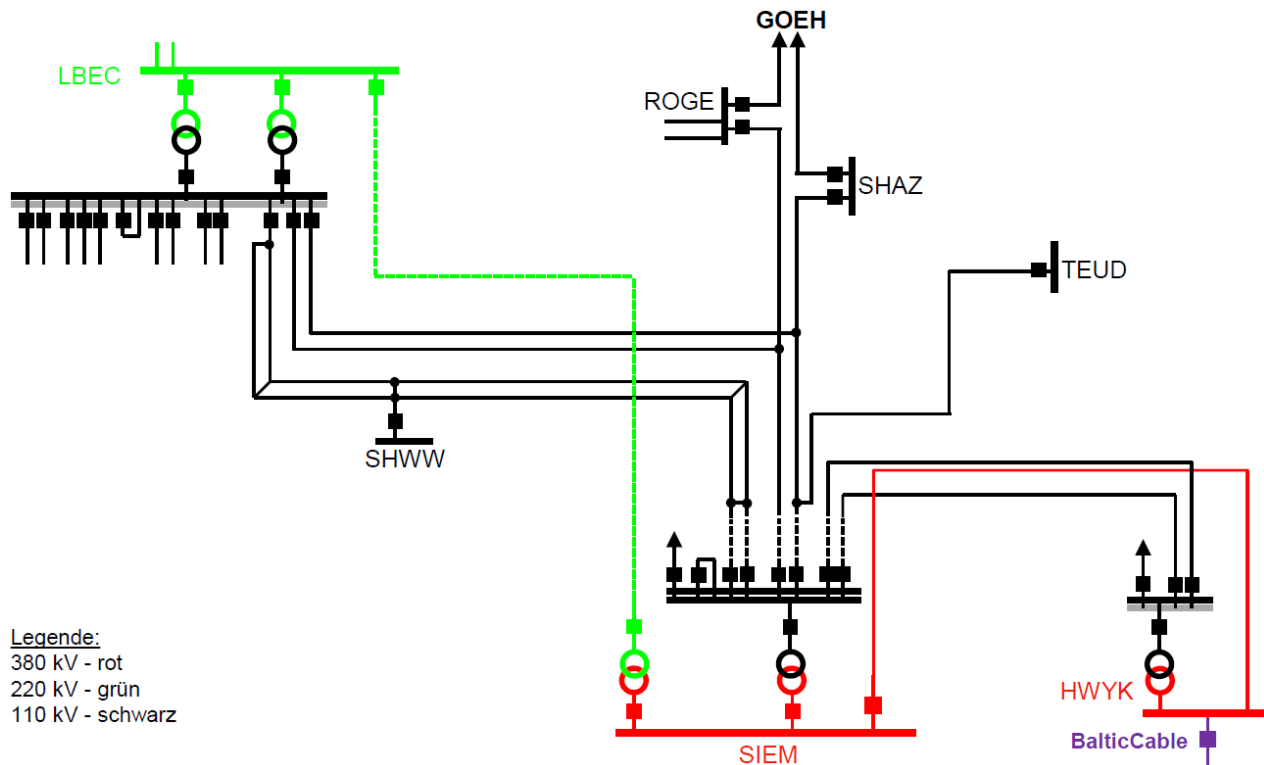 GOEH
LBEC
ROGE
SHAZ
TEUD
SHWW
Legende:
380 kV - rot
220 kV - grün
110 kV - schwarz
HWYK
SIEM
BalticCable